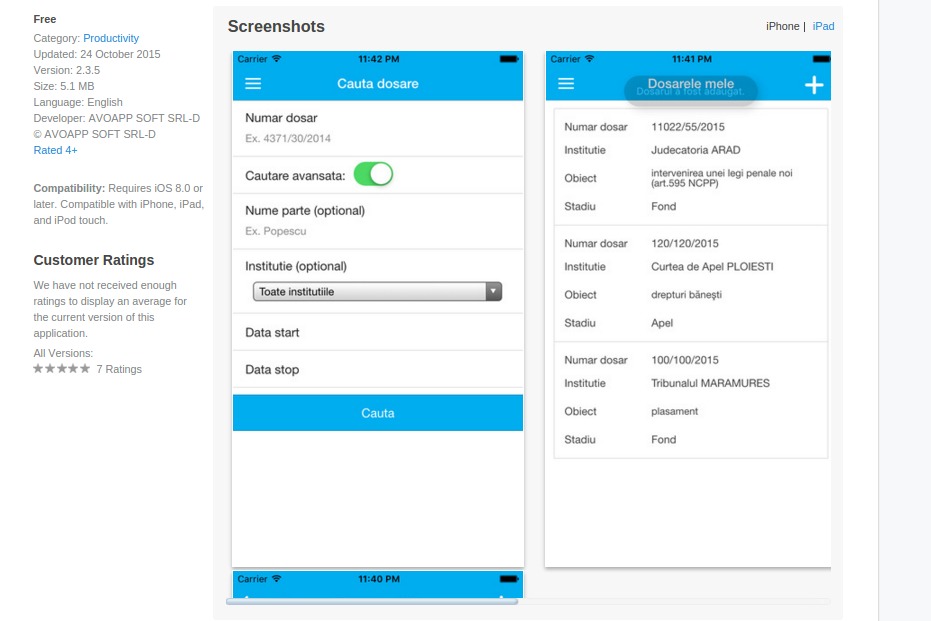 Free
Category: Productivity
Updated: 24 October 2015
Version: 2.3.5
Size: 5.1 MB
Language: English
Developer: AVOAPP SOFT SRL-D
© AVOAPP SOFT SRL-D
Rated 4+
Compatibility: Requires iOS 8.0 or
later. Compatible with iPhone, iPad,
and iPod touch.
Customer Ratings
We have not received enough
ratings to display an average for
the current version of this
application.
All Versions:
7 Ratings
Screenshots
iPhone | iPad
Carrier 11:42 PM
Cauta dosare
Numar dosar
Ex. 4371/30/2014
Cautare avansata:
Nume parte (optional)
Ex. Popescu
Institutie (optional)
Toate institutiile
Data start
Data stop
Cauta
Carrier 11:41 PM
Dosarele mele
Dosarul a fost adaugat.
Numar dosar 11022/55/2015
Institutie Judecatoria ARAD
Obiect intervenirea unei legi penale noi
(art.595 NCPP)
Stadiu Fond
Numar dosar 120/120/2015
Institutie Curtea de Apel PLOIESTI
Obiect drepturi băneşti
Stadiu Apel
Numar dosar 100/100/2015
Institutie Tribunalul MARAMURES
Obiect plasament
Stadiu Fond
Carrier 11:40 PM